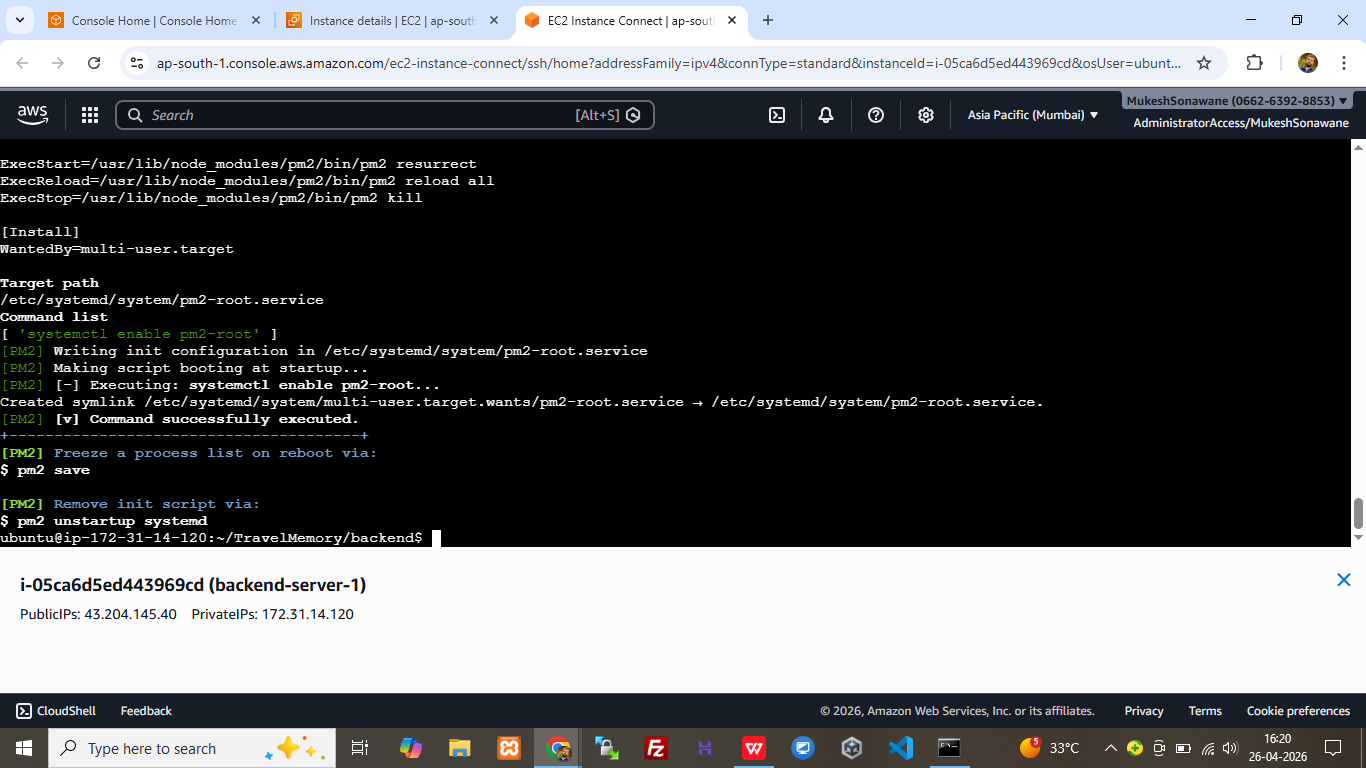 Console Home | Console Home
Instance details | EC2 | ap-south
EC2 Instance Connect | ap-sout
ap-south-1.console.aws.amazon.com/ec2-instance-connect/ssh/home?addressFamily=ipv4&connType=standard&instanceId=i-05ca6d5ed443969cd&osUser=ubunt...
aws
Search
[Alt+S]
Asia Pacific (Mumbai)
MukeshSonawane (0662-6392-8853)
AdministratorAccess/MukeshSonawane
ExecStart=/usr/lib/node_modules/pm2/bin/pm2 resurrect
ExecReload=/usr/lib/node_modules/pm2/bin/pm2 reload all
ExecStop=/usr/lib/node_modules/pm2/bin/pm2 kill
[Install]
WantedBy=multi-user.target
Target path
/etc/systemd/system/pm2-root.service
Command list
[ 'systemctl enable pm2-root' ]
[PM2] Writing init configuration in /etc/systemd/system/pm2-root.service
[PM2] Making script booting at startup...
[PM2] [-] Executing: systemctl enable pm2-root...
Created symlink /etc/systemd/system/multi-user.target.wants/pm2-root.service → /etc/systemd/system/pm2-root.service.
[PM2] [v] Command successfully executed.
+---------------------------------------+
[PM2] Freeze a process list on reboot via:
$ pm2 save
[PM2] Remove init script via:
$ pm2 unstartup systemd
ubuntu@ip-172-31-14-120:~/TravelMemory/backend$
i-05ca6d5ed443969cd (backend-server-1)
PublicIPs: 43.204.145.40 PrivateIPs: 172.31.14.120
CloudShell
Feedback
© 2026, Amazon Web Services, Inc. or its affiliates.
Privacy
Terms
Cookie preferences
Type here to search
33°C
16:20
26-04-2026